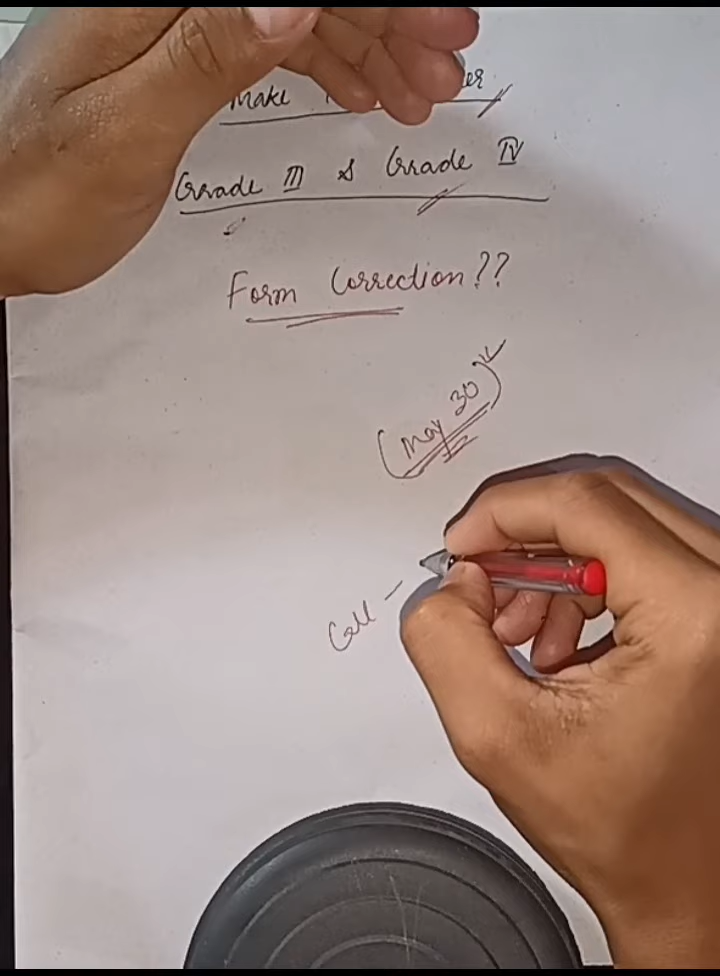 Make
Grade III & Grade IV
Form Correction??
(May 30)
Call -